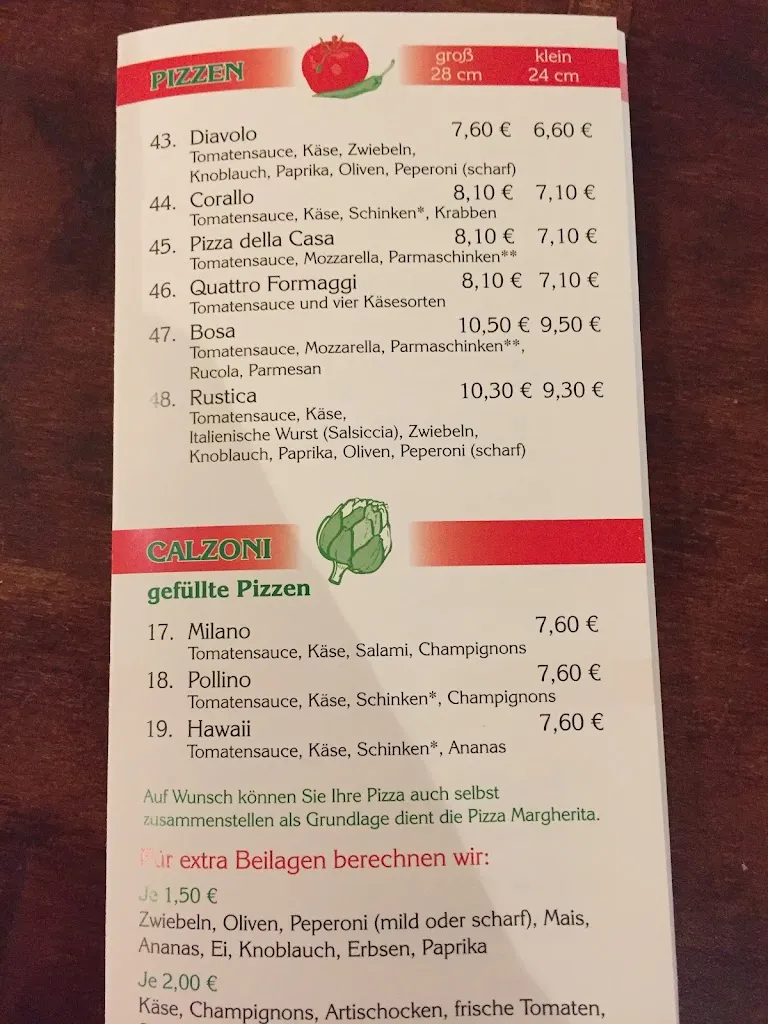 PIZZEN groß klein
28 cm 24 cm
43. Diavolo 7,60 € 6,60 €
Tomatensauce, Käse, Zwiebeln,
Knoblauch, Paprika, Oliven, Peperoni (scharf)
44. Corallo 8,10 € 7,10 €
Tomatensauce, Käse, Schinken*, Krabben
45. Pizza della Casa 8,10 € 7,10 €
Tomatensauce, Mozzarella, Parmaschinken**
46. Quattro Formaggi 8,10 € 7,10 €
Tomatensauce und vier Käsesorten
47. Bosa 10,50 € 9,50 €
Tomatensauce, Mozzarella, Parmaschinken**,
Rucola, Parmesan
48. Rustica 10,30 € 9,30 €
Tomatensauce, Käse,
Italienische Wurst (Salsiccia), Zwiebeln,
Knoblauch, Paprika, Oliven, Peperoni (scharf)
CALZONI
gefüllte Pizzen
17. Milano 7,60 €
Tomatensauce, Käse, Salami, Champignons
18. Pollino 7,60 €
Tomatensauce, Käse, Schinken*, Champignons
19. Hawaii 7,60 €
Tomatensauce, Käse, Schinken*, Ananas
Auf Wunsch können Sie Ihre Pizza auch selbst
zusammenstellen als Grundlage dient die Pizza Margherita.
Für extra Beilagen berechnen wir:
Je 1,50 €
Zwiebeln, Oliven, Peperoni (mild oder scharf), Mais,
Ananas, Ei, Knoblauch, Erbsen, Paprika
Je 2,00 €
Käse, Champignons, Artischocken, frische Tomaten,